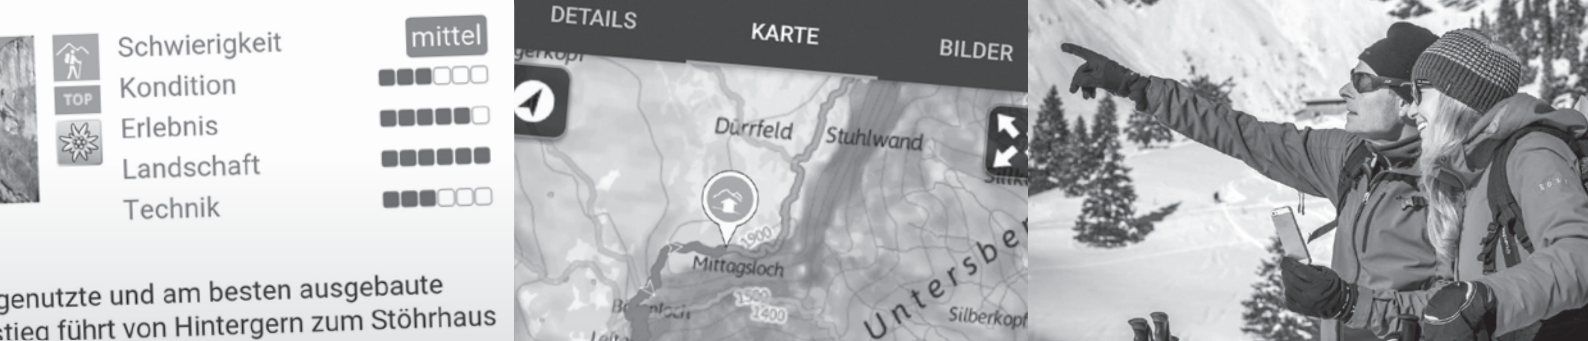 Schwierigkeit mittel
Kondition
TOP
Erlebnis
Landschaft
Technik
genutzte und am besten ausgebaute
stieg führt von Hintergern zum Stöhrhaus
DETAILS
KARTE
BILDER
Dürrfeld
Stuhlwand
1900
Mittagsloch
1500
1400
Untersbe
Silberkopf